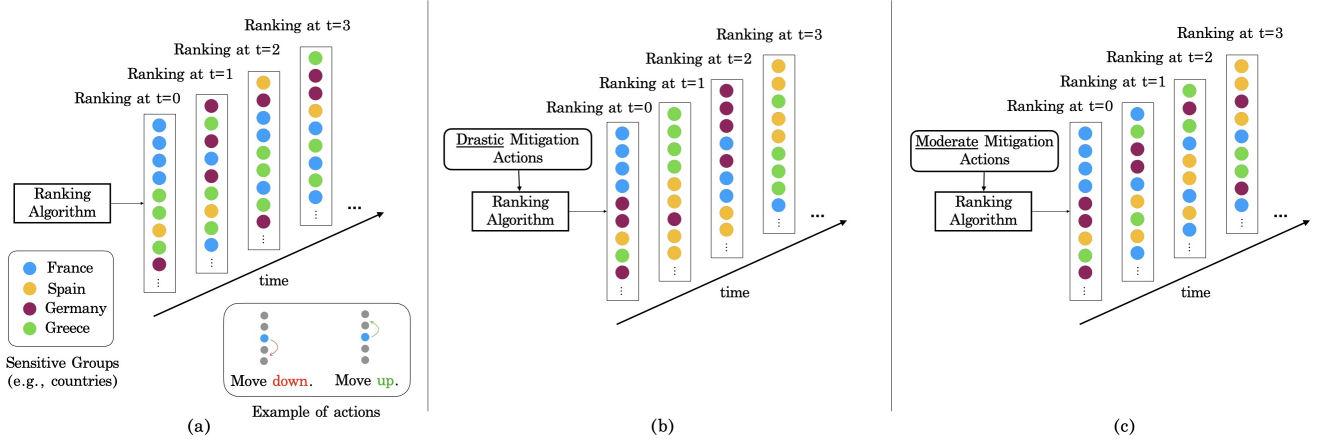 Ranking at t=3
Ranking at t=2
Ranking at t=1
Ranking at t=0
Ranking
Algorithm
...
time
France
Spain
Germany
Greece
Sensitive Groups
(e.g., countries)
Move down.
Move up.
Example of actions
(a)
Ranking at t=3
Ranking at t=2
Ranking at t=1
Ranking at t=0
Drastic Mitigation
Actions
Ranking
Algorithm
...
time
(b)
Ranking at t=3
Ranking at t=2
Ranking at t=1
Ranking at t=0
Moderate Mitigation
Actions
Ranking
Algorithm
...
time
(c)